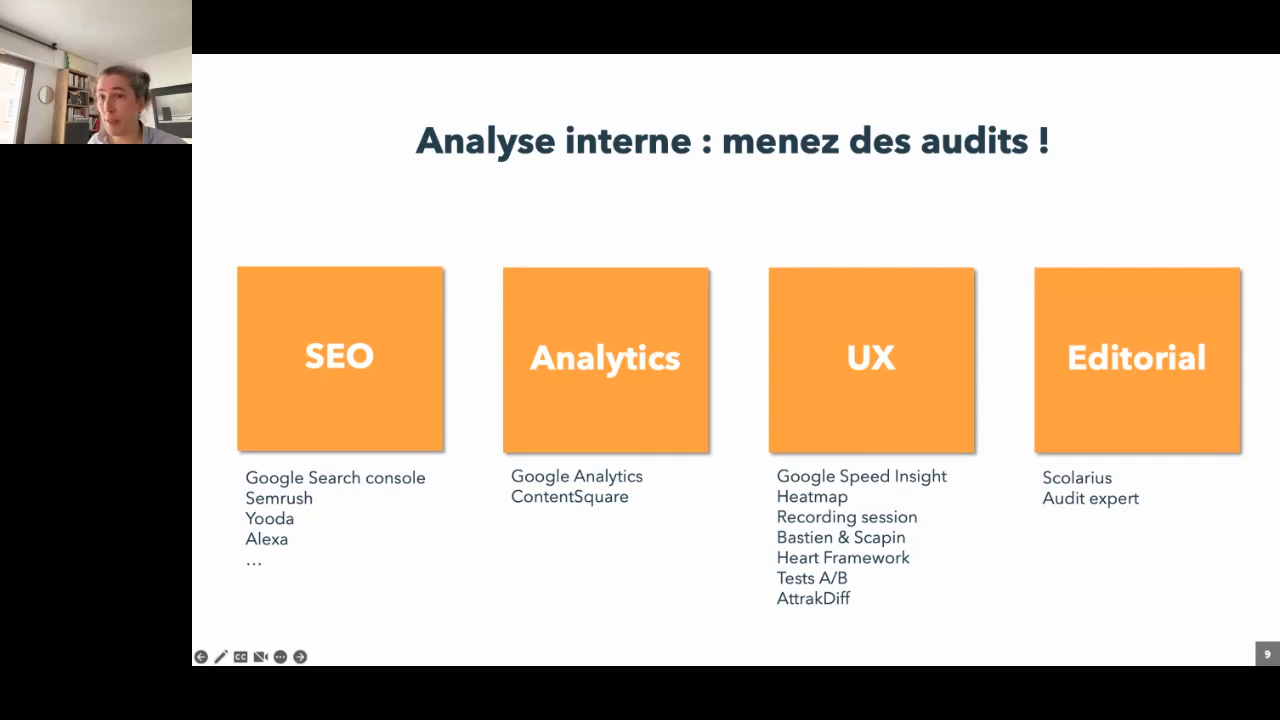 Analyse interne : menez des audits !
SEO
Google Search console
Semrush
Yooda
Alexa
...
Analytics
Google Analytics
ContentSquare
UX
Google Speed Insight
Heatmap
Recording session
Bastien & Scapin
Heart Framework
Tests A/B
AttrakDiff
Editorial
Scolarius
Audit expert
CC
9